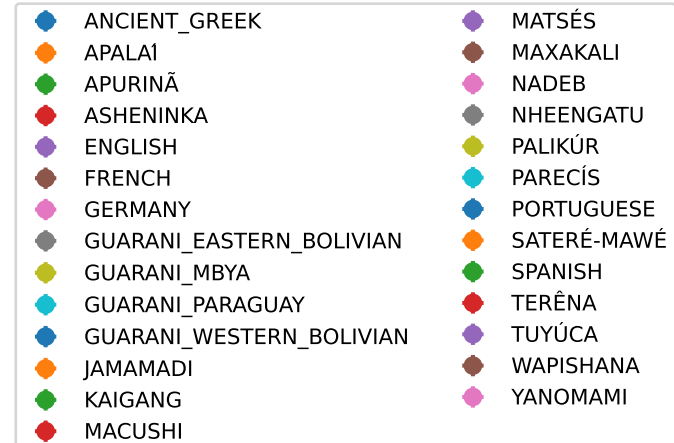 ANCIENT_GREEK
APALAÍ
APURINÃ
ASHENINKA
ENGLISH
FRENCH
GERMANY
GUARANI_EASTERN_BOLIVIAN
GUARANI_MBYA
GUARANI_PARAGUAY
GUARANI_WESTERN_BOLIVIAN
JAMAMADI
KAIGANG
MACUSHI
MATSÉS
MAXAKALI
NADEB
NHEENGATU
PALIKÚR
PARECÍS
PORTUGUESE
SATERÉ-MAWÉ
SPANISH
TERÊNA
TUYÚCA
WAPISHANA
YANOMAMI